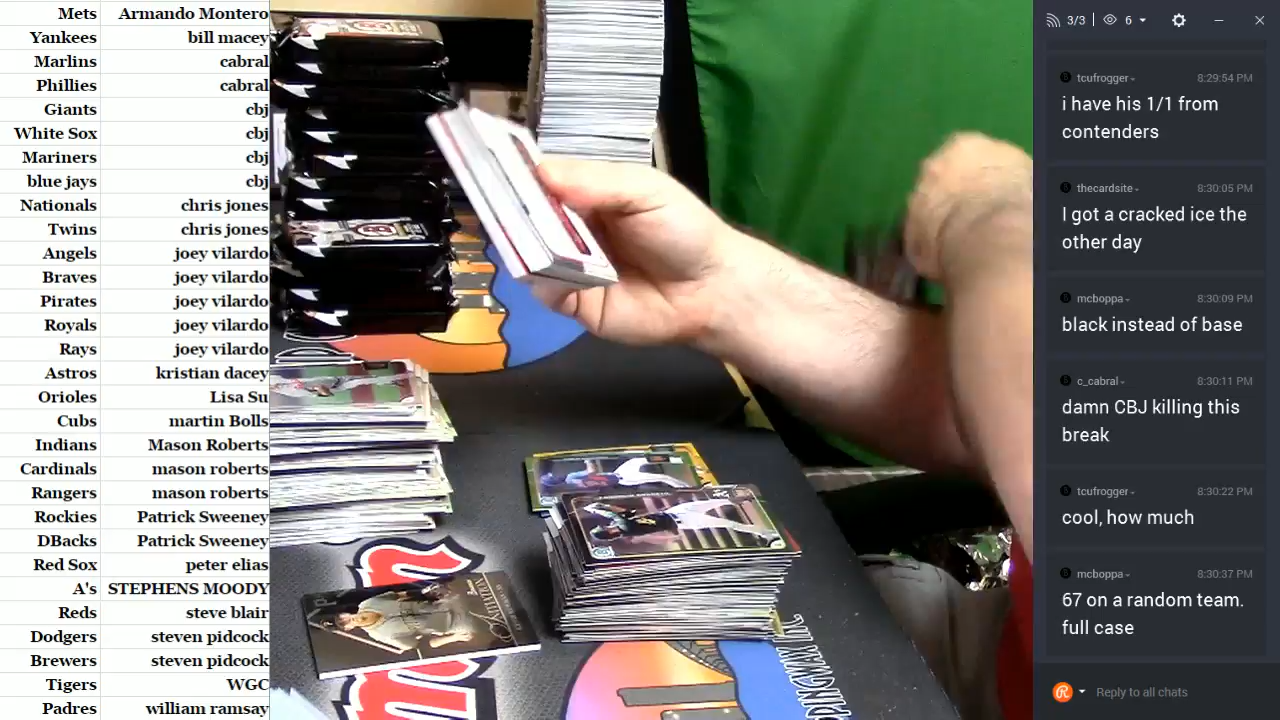 Mets Armando Montero
Yankees bill macey
Marlins cabral
Phillies cabral
Giants cbj
White Sox cbj
Mariners cbj
blue jays cbj
Nationals chris jones
Twins chris jones
Angels joey vilardo
Braves joey vilardo
Pirates joey vilardo
Royals joey vilardo
Rays joey vilardo
Astros kristian dacey
Orioles Lisa Su
Cubs martin Bolls
Indians Mason Roberts
Cardinals mason roberts
Rangers mason roberts
Rockies Patrick Sweeney
DBacks Patrick Sweeney
Red Sox peter elias
A's STEPHENS MOODY
Reds steve blair
Dodgers steven pidcock
Brewers steven pidcock
Tigers WGC
Padres william ramsay
3/3 6
tcufrogger 8:29:54 PM
i have his 1/1 from
contenders
thecardsite 8:30:05 PM
I got a cracked ice the
other day
mcboppa 8:30:09 PM
black instead of base
c_cabral 8:30:11 PM
damn CBJ killing this
break
tcufrogger 8:30:22 PM
cool, how much
mcboppa 8:30:37 PM
67 on a random team.
full case
Reply to all chats